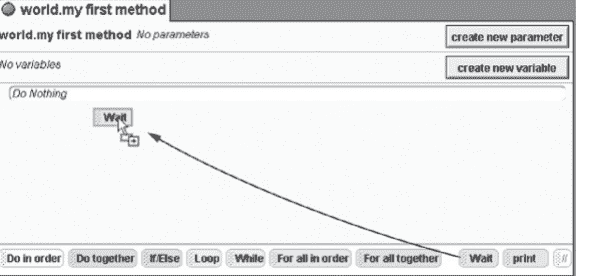 world.my first method
world.my first method No parameters
create new parameter
No variables
create new variable
Do Nothing
Wait
Do in order Do together If/Else Loop While For all in order For all together Wait print //